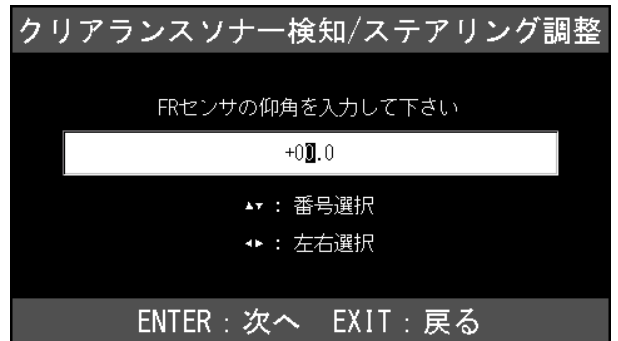 クリアランスソナー検知/ステアリング調整
FRセンサの仰角を入力して下さい
+00.0
▲▼ : 番号選択
◀▶ : 左右選択
ENTER : 次へ EXIT : 戻る